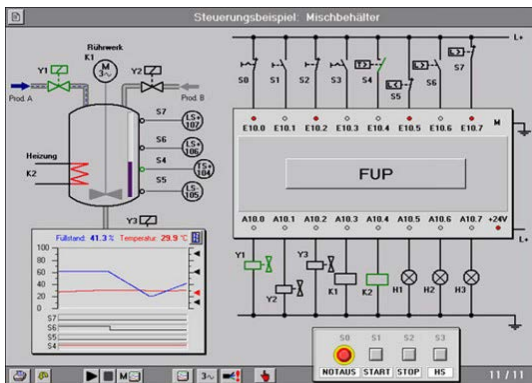 Steuerungsbeispiel: Mischbehälter
Rührwerk
K1
M
3~
Y1
Y2
Prod. A
Prod. B
S7
LS+
107
S6
LS+
106
S4
TS+
104
S5
LS-
105
Heizung
K2
Y3
Füllstand: 41.3 % Temperatur: 29.9 °C
100
80
60
40
20
0
S7
S6
S5
S4
L+
S0 S1 S2 S3 S4 S5 S6 S7
E10.0 E10.1 E10.2 E10.3 E10.4 E10.5 E10.6 E10.7
M
FUP
A10.0 A10.1 A10.2 A10.3 A10.4 A10.5 A10.6 A10.7 +24V
L+
Y1 Y2 Y3 K1 K2 H1 H2 H3
S0 S1 S2 S3
NOTAUS START STOP HS
M
3~
11 / 11